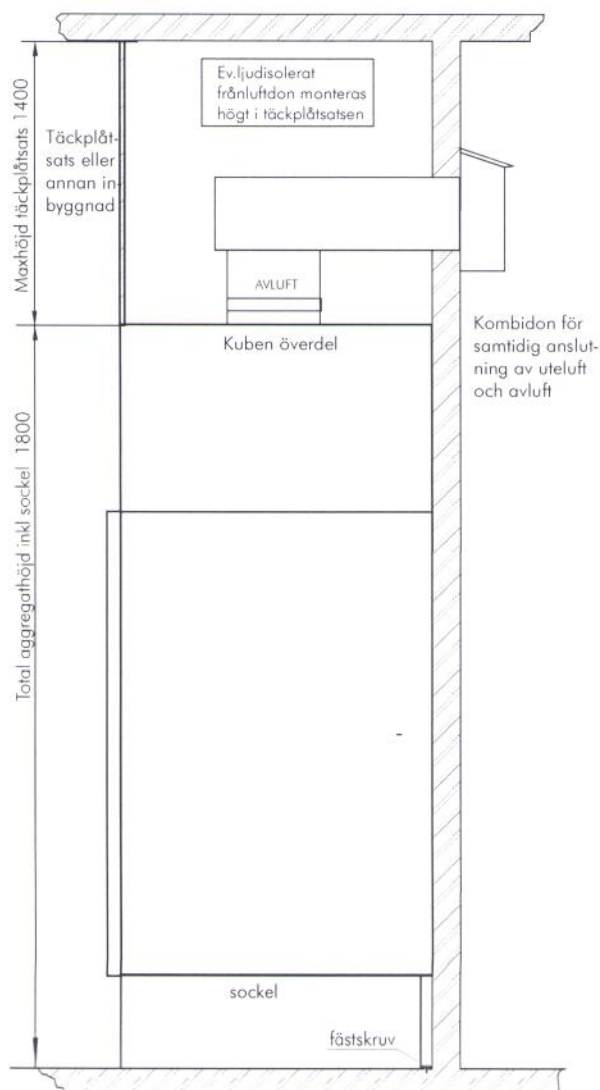 Ev.ljudisolerat
frånluftdon monteras
högt i täckplåtsatsen
Maxhöjd täckplåtsats 1400
Täckplåt-
sats eller
annan in-
byggnad
AVLUFT
Kuben överdel
Kombidon för
samtidig anslut-
ning av uteluft
och avluft
Total aggregathöjd inkl sockel 1800
sockel
fästskruv